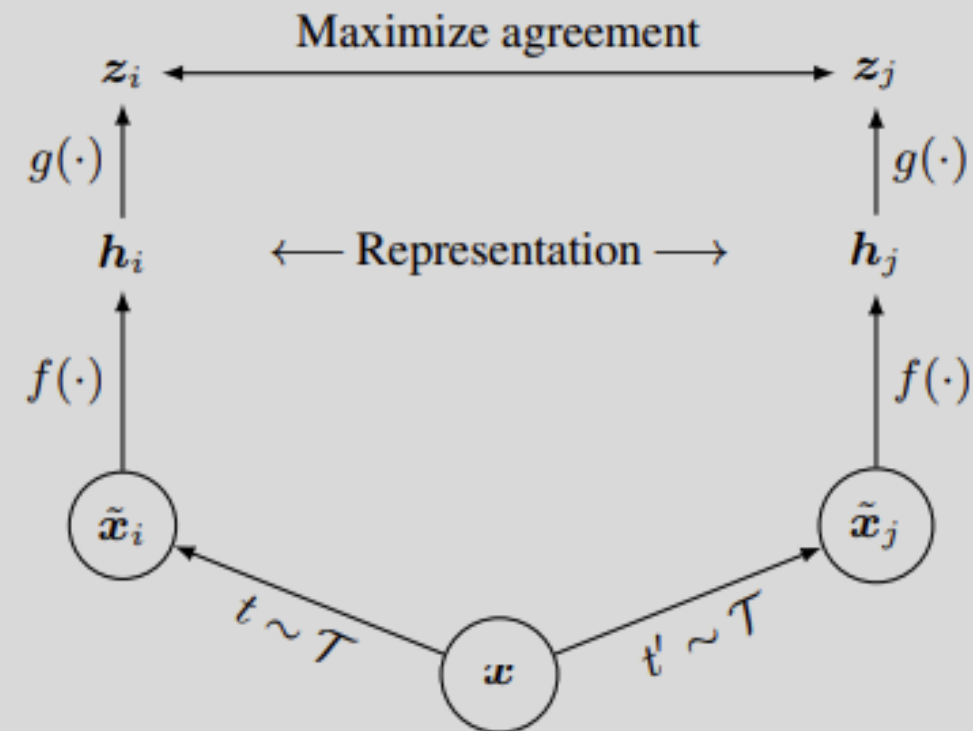 Maximize agreement
z_i z_j
g(·) g(·)
h_i ← Representation → h_j
f(·) f(·)
x̃_i x̃_j
t ∼ 𝒯 t' ∼ 𝒯
x